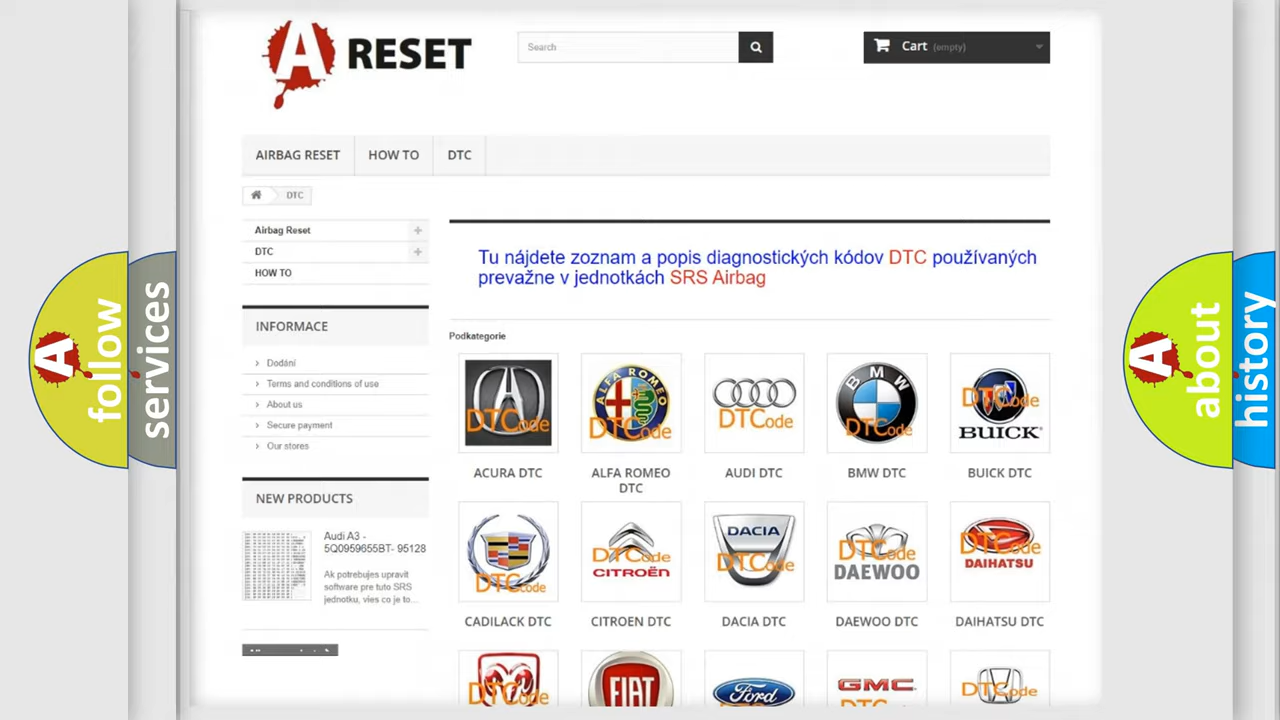 A RESET
Search
Cart (empty)
AIRBAG RESET
HOW TO
DTC
DTC
Airbag Reset
DTC
HOW TO
INFORMACE
Dodání
Terms and conditions of use
About us
Secure payment
Our stores
NEW PRODUCTS
Audi A3 -
5Q0959655BT- 95128
Ak potrebujes upravit
software pre tuto SRS
jednotku, vies co je to...
Tu nájdete zoznam a popis diagnostických kódov DTC používaných
prevažne v jednotkách SRS Airbag
Podkategorie
DTCode
ALFA ROMEO
DTCode
DTCode
BMW
DTCode
DTCode
BUICK
ACURA DTC
ALFA ROMEO
DTC
AUDI DTC
BMW DTC
BUICK DTC
DTCode
DTCode
CITROËN
DACIA
DTCode
DTCode
DAEWOO
DTCode
DAIHATSU
CADILACK DTC
CITROEN DTC
DACIA DTC
DAEWOO DTC
DAIHATSU DTC
DTCode
FIAT
Ford
GMC
DTCode
A follow
services
A about
history